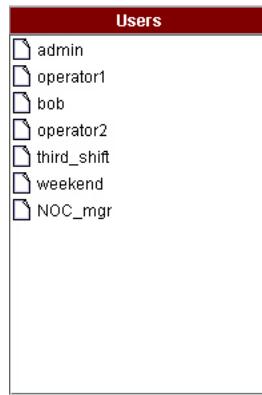 Users
admin
operator1
bob
operator2
third_shift
weekend
NOC_mgr